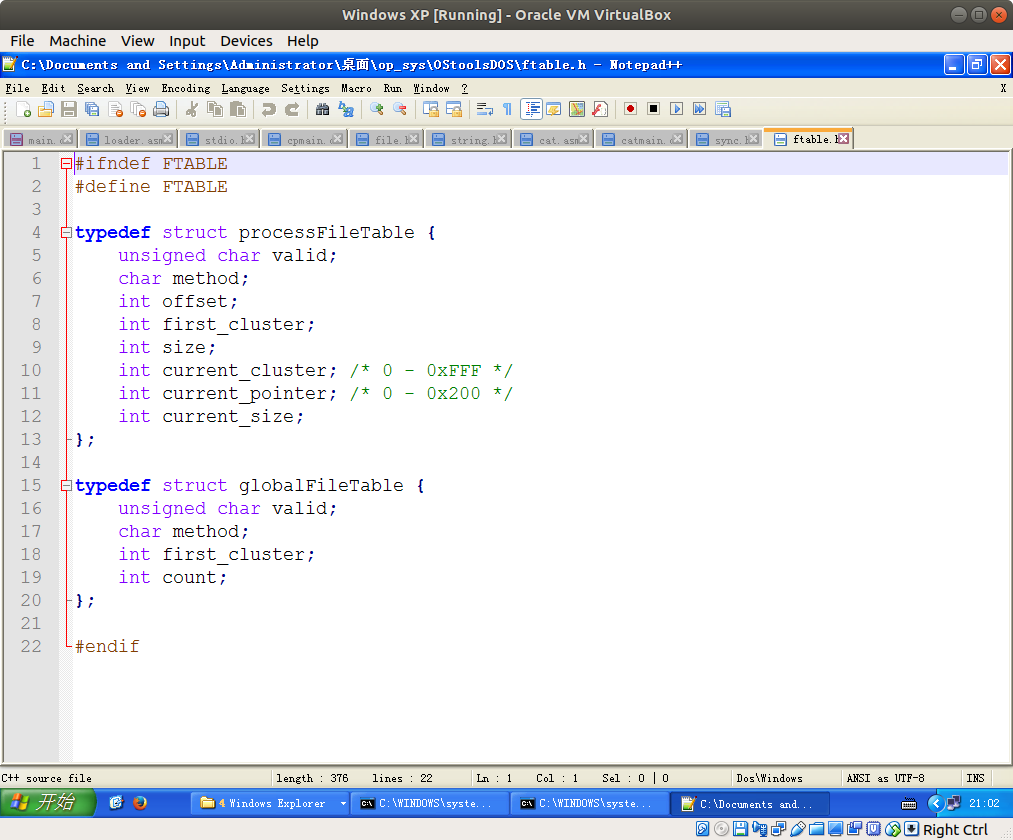 Windows XP [Running] - Oracle VM VirtualBox
File Machine View Input Devices Help
C:\Documents and Settings\Administrator\桌面\op_sys\OStoolsDOS\ftable.h - Notepad++
File Edit Search View Encoding Language Settings Macro Run Window ? X
main. loader.asm stdio.h cpmain.c file.h string.h cat.asm catmain.c sync.h ftable.h
1 #ifndef FTABLE
2 #define FTABLE
3
4 typedef struct processFileTable {
5 unsigned char valid;
6 char method;
7 int offset;
8 int first_cluster;
9 int size;
10 int current_cluster; /* 0 - 0xFFF */
11 int current_pointer; /* 0 - 0x200 */
12 int current_size;
13 };
14
15 typedef struct globalFileTable {
16 unsigned char valid;
17 char method;
18 int first_cluster;
19 int count;
20 };
21
22 #endif
C++ source file length : 376 lines : 22 Ln : 1 Col : 1 Sel : 0 | 0 Dos\Windows ANSI as UTF-8 INS
开始 4 Windows Explorer C:\WINDOWS\syste... C:\WINDOWS\syste... C:\Documents and... 21:02
Right Ctrl